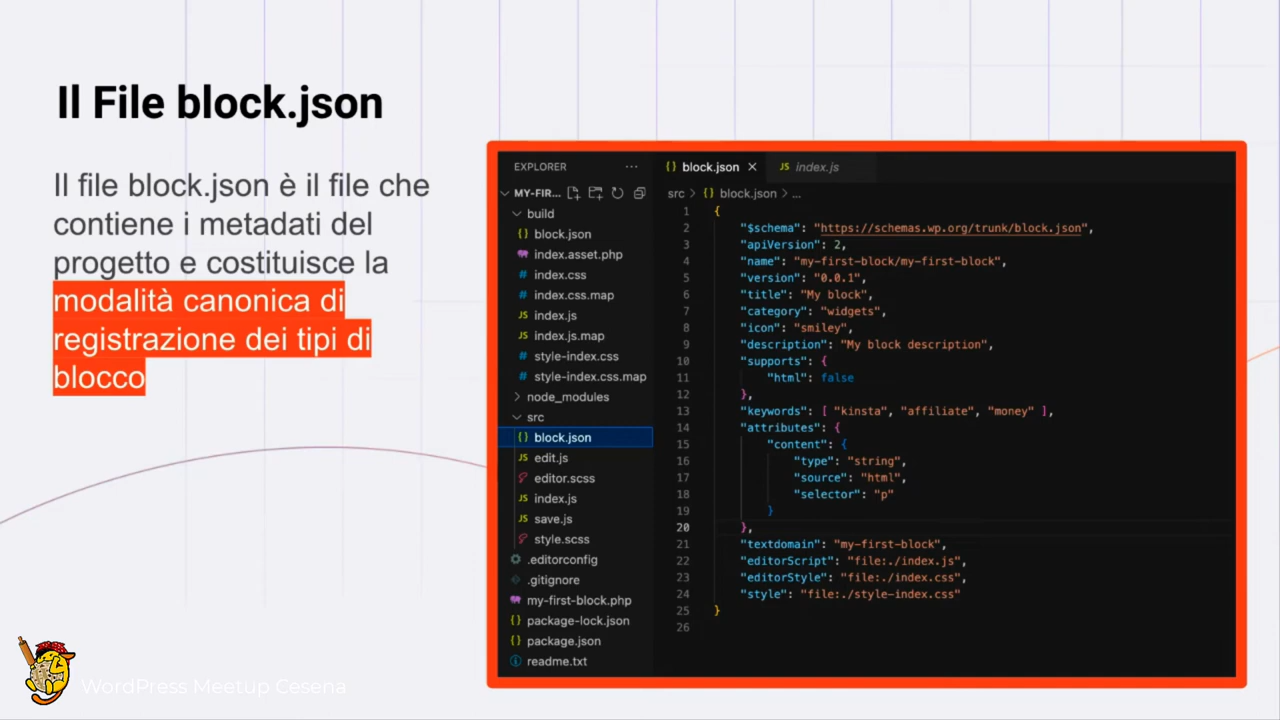 Il File block.json
Il file block.json è il file che
contiene i metadati del
progetto e costituisce la
modalità canonica di
registrazione dei tipi di
blocco
EXPLORER ...
MY-FIR...
build
block.json
index.asset.php
index.css
index.css.map
index.js
index.js.map
style-index.css
style-index.css.map
node_modules
src
block.json
edit.js
editor.scss
index.js
save.js
style.scss
.editorconfig
.gitignore
my-first-block.php
package-lock.json
package.json
readme.txt
{} block.json × JS index.js
src > {} block.json > ...
1 {
2 "$schema": "https://schemas.wp.org/trunk/block.json",
3 "apiVersion": 2,
4 "name": "my-first-block/my-first-block",
5 "version": "0.0.1",
6 "title": "My block",
7 "category": "widgets",
8 "icon": "smiley",
9 "description": "My block description",
10 "supports": {
11 "html": false
12 },
13 "keywords": [ "kinsta", "affiliate", "money" ],
14 "attributes": {
15 "content": {
16 "type": "string",
17 "source": "html",
18 "selector": "p"
19 }
20 },
21 "textdomain": "my-first-block",
22 "editorScript": "file:./index.js",
23 "editorStyle": "file:./index.css",
24 "style": "file:./style-index.css"
25 }
26
WordPress Meetup Cesena